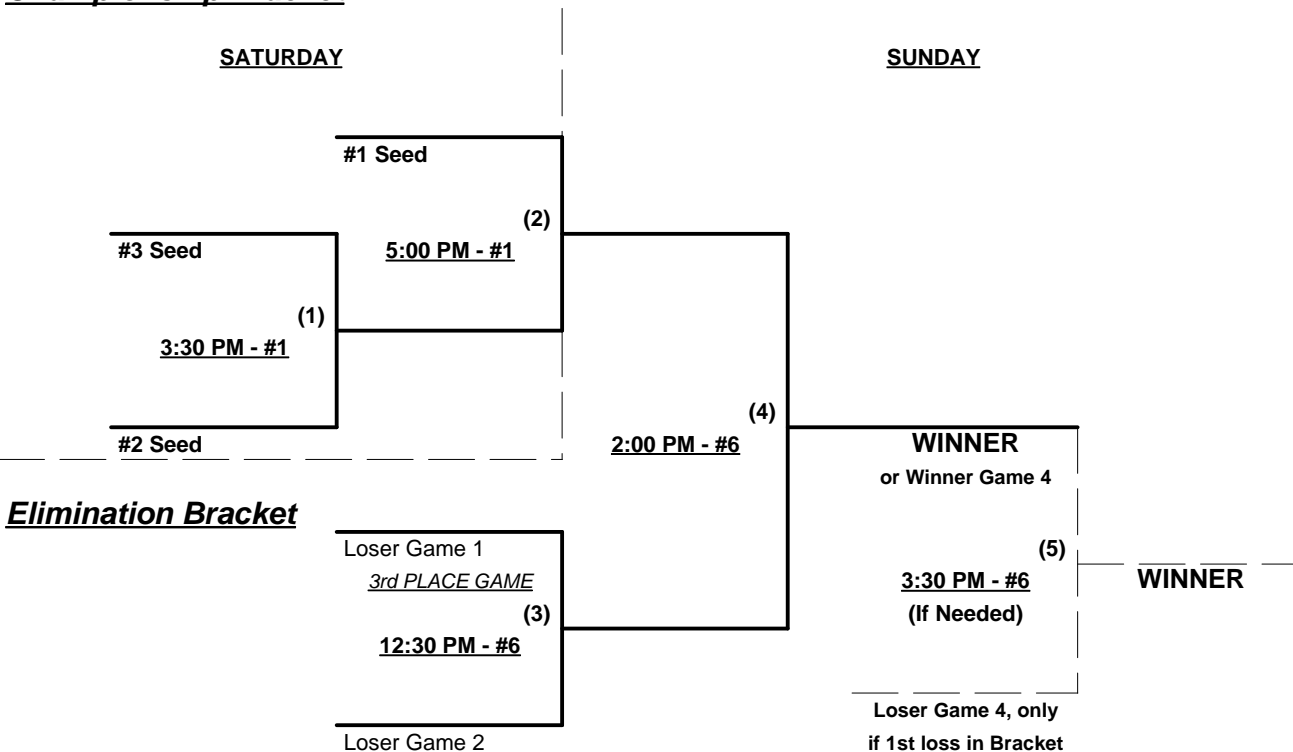 SATURDAY
SUNDAY
#1 Seed
(2)
#3 Seed
5:00 PM - #1
(1)
3:30 PM - #1
(4)
#2 Seed
2:00 PM - #6
WINNER
or Winner Game 4
Elimination Bracket
Loser Game 1
(5)
3rd PLACE GAME
3:30 PM - #6
WINNER
(3)
(If Needed)
12:30 PM - #6
Loser Game 4, only
Loser Game 2
if 1st loss in Bracket